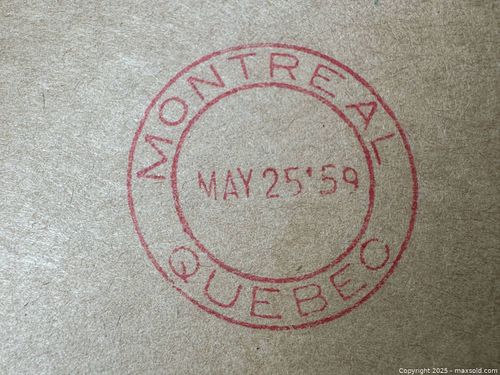 MONTREAL
MAY 25'59
QUEBEC
Copyright 2025 - maxsold.com